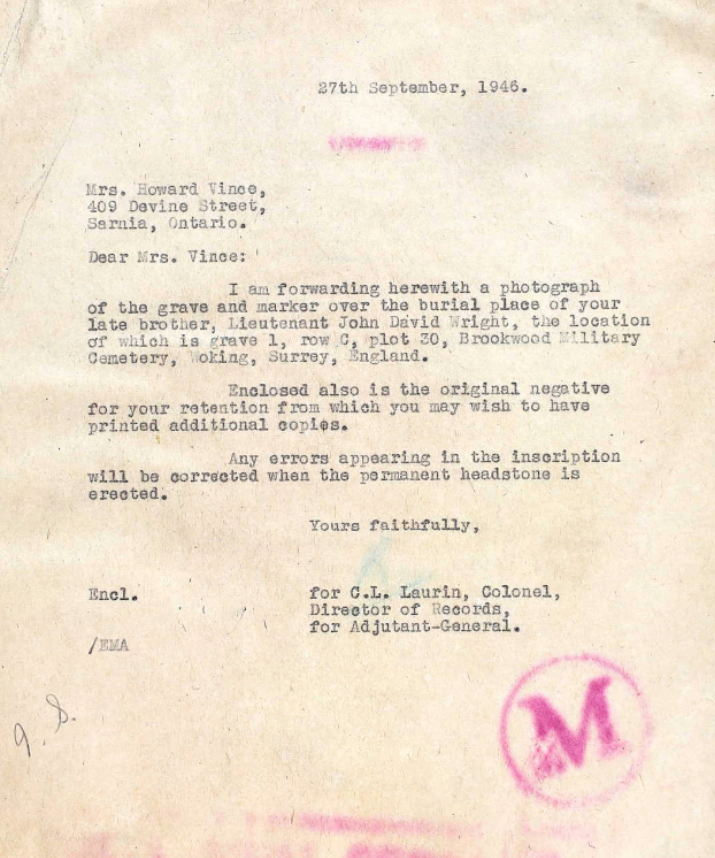 27th September, 1946.
Mrs. Howard Vince,
409 Devine Street,
Sarnia, Ontario.
Dear Mrs. Vince:
I am forwarding herewith a photograph
of the grave and marker over the burial place of your
late brother, Lieutenant John David Wright, the location
of which is grave 1, row C, plot 30, Brookwood Military
Cemetery, Woking, Surrey, England.
Enclosed also is the original negative
for your retention from which you may wish to have
printed additional copies.
Any errors appearing in the inscription
will be corrected when the permanent headstone is
erected.
Yours faithfully,
Encl.
for C.L. Laurin, Colonel,
Director of Records,
for Adjutant-General.
/EMA
M